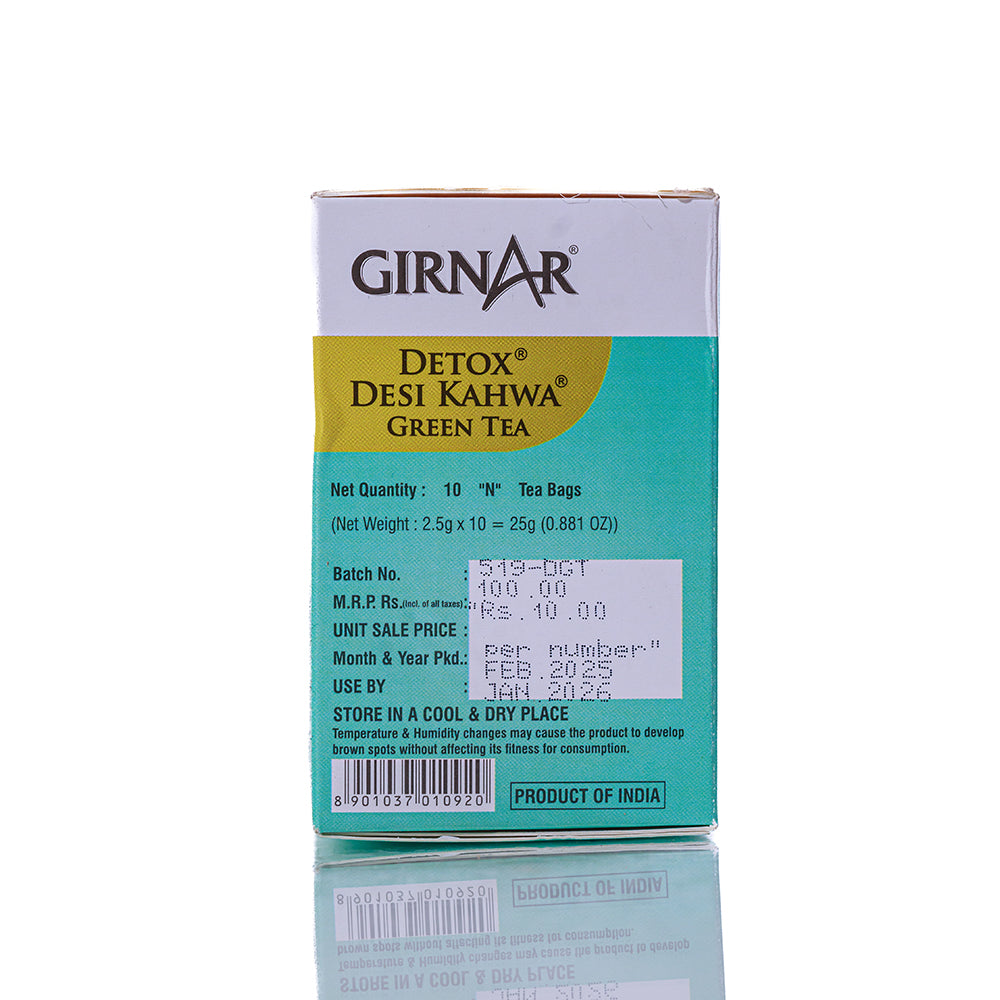 GIRNAR®
DETOX®
DESI KAHWA®
GREEN TEA
Net Quantity : 10 "N" Tea Bags
(Net Weight : 2.5g x 10 = 25g (0.881 OZ))
Batch No. : 519-DGT
M.R.P. Rs.(Incl. of all taxes): 100.00
"Rs.10.00
UNIT SALE PRICE :
per number"
Month & Year Pkd.: FEB.2025
USE BY : JAN.2026
STORE IN A COOL & DRY PLACE
Temperature & Humidity changes may cause the product to develop
brown spots without affecting its fitness for consumption.
8 901037 010920
PRODUCT OF INDIA